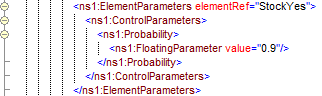 <ns1:ElementParameters elementRef="StockYes">
<ns1:ControlParameters>
<ns1:Probability>
<ns1:FloatingParameter value="0.9"/>
</ns1:Probability>
</ns1:ControlParameters>
</ns1:ElementParameters>